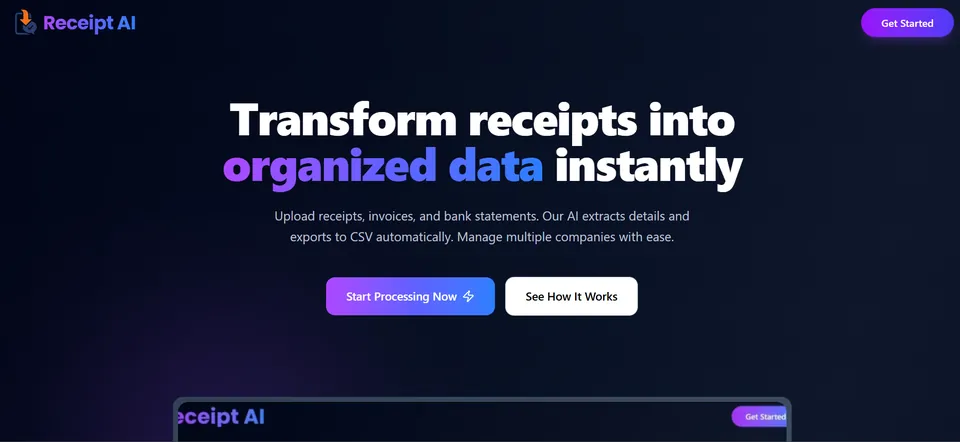 Receipt AI
Get Started
Transform receipts into
organized data instantly
Upload receipts, invoices, and bank statements. Our AI extracts details and
exports to CSV automatically. Manage multiple companies with ease.
Start Processing Now
See How It Works
eceipt AI
Get Started